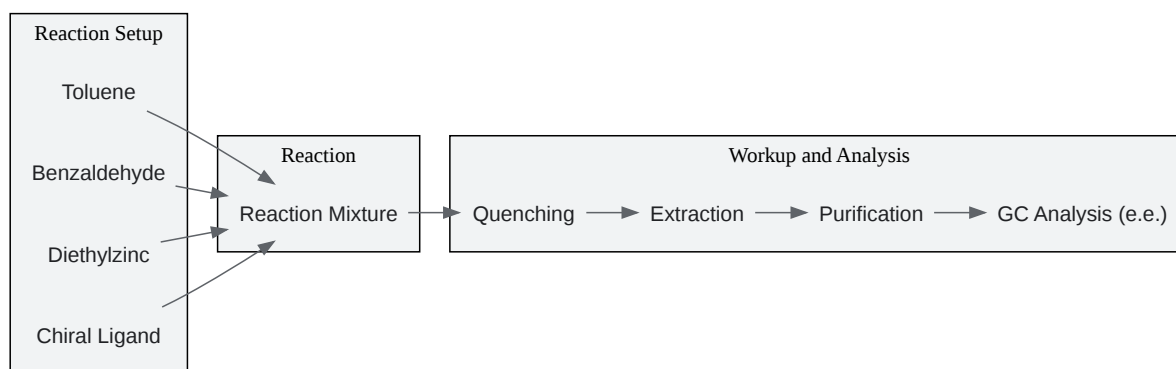 Reaction Setup
Toluene
Benzaldehyde
Diethylzinc
Chiral Ligand
Reaction
Reaction Mixture
Workup and Analysis
Quenching
Extraction
Purification
GC Analysis (e.e.)